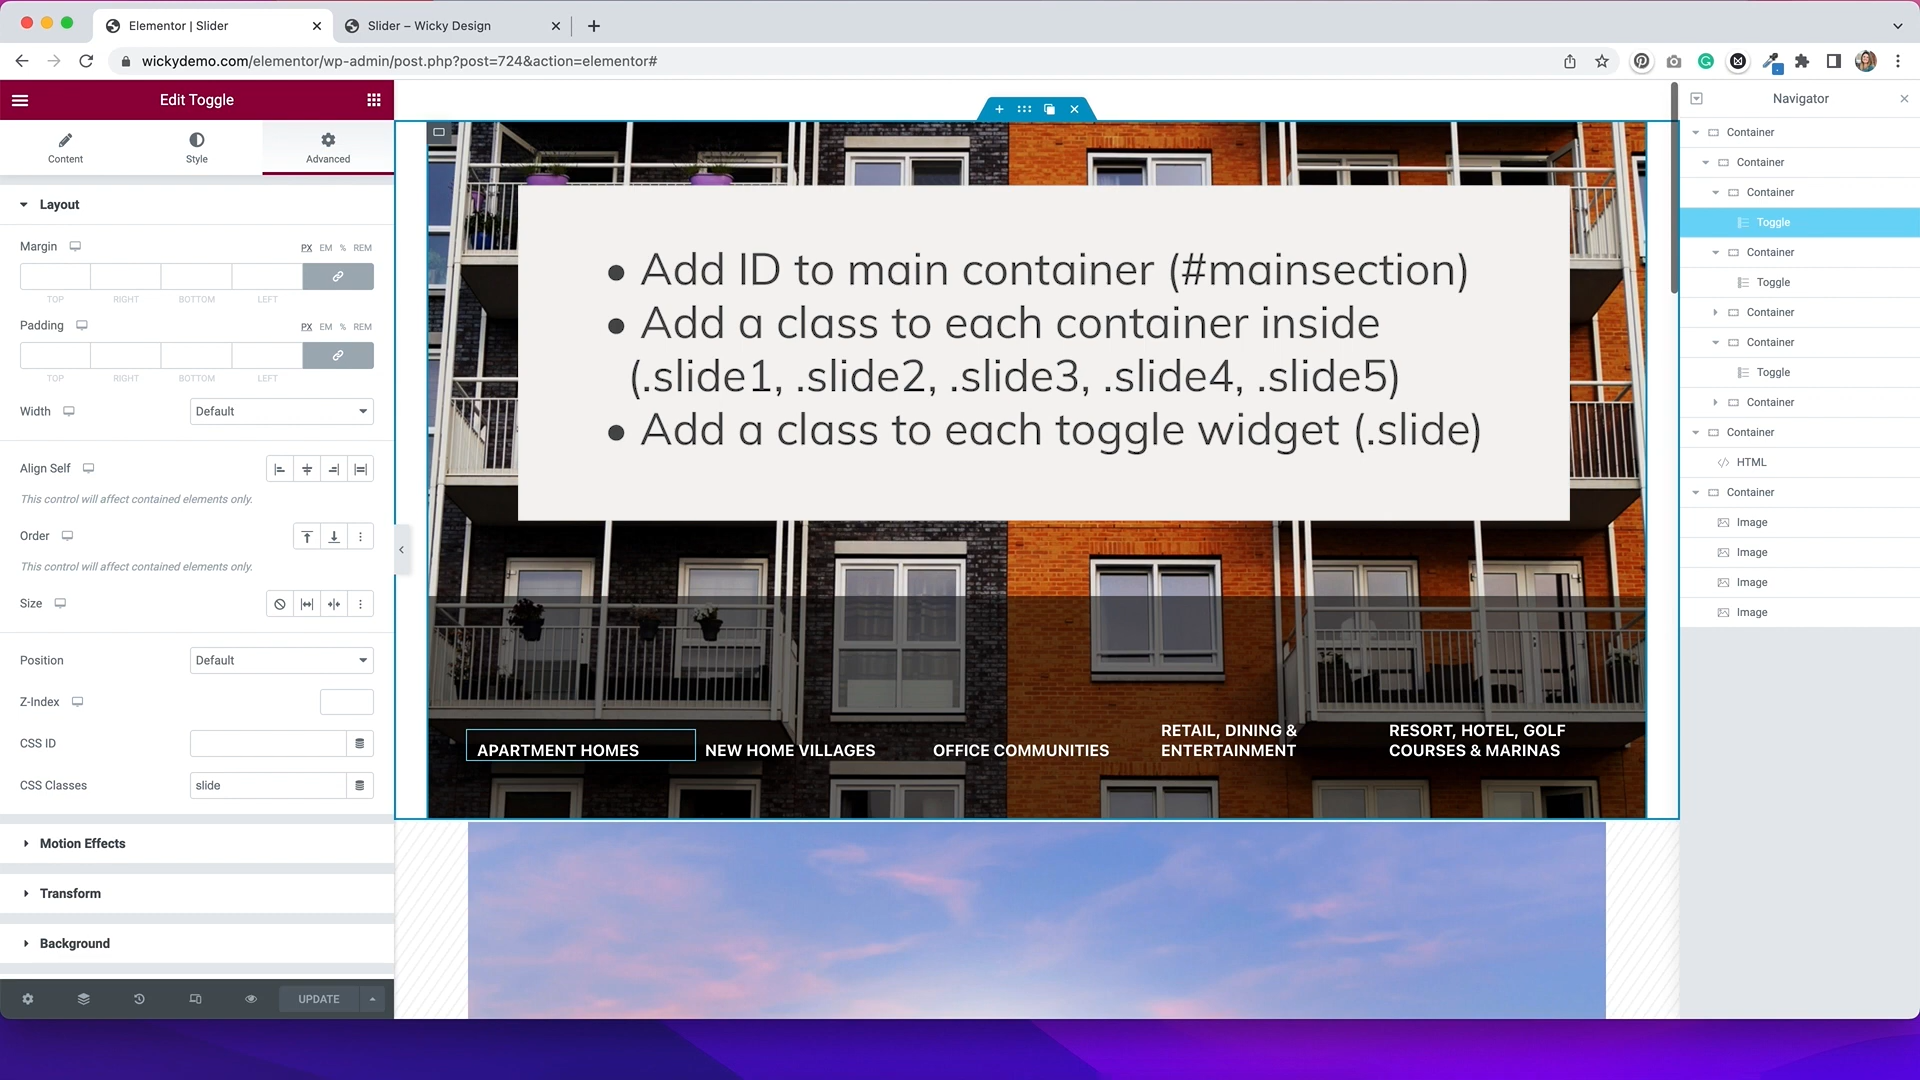 Elementor | Slider
Slider – Wicky Design
wickydemo.com/elementor/wp-admin/post.php?post=724&action=elementor#
Edit Toggle
Content
Style
Advanced
Layout
Margin
PX EM % REM
TOP RIGHT BOTTOM LEFT
Padding
PX EM % REM
TOP RIGHT BOTTOM LEFT
Width
Default
Align Self
This control will affect contained elements only.
Order
This control will affect contained elements only.
Size
Position
Default
Z-Index
CSS ID
CSS Classes
slide
Motion Effects
Transform
Background
UPDATE
• Add ID to main container (#mainsection)
• Add a class to each container inside
(.slide1, .slide2, .slide3, .slide4, .slide5)
• Add a class to each toggle widget (.slide)
APARTMENT HOMES
NEW HOME VILLAGES
OFFICE COMMUNITIES
RETAIL, DINING &
ENTERTAINMENT
RESORT, HOTEL, GOLF
COURSES & MARINAS
Navigator
Container
Container
Container
Toggle
Container
Toggle
Container
Container
Toggle
Container
Container
HTML
Container
Image
Image
Image
Image